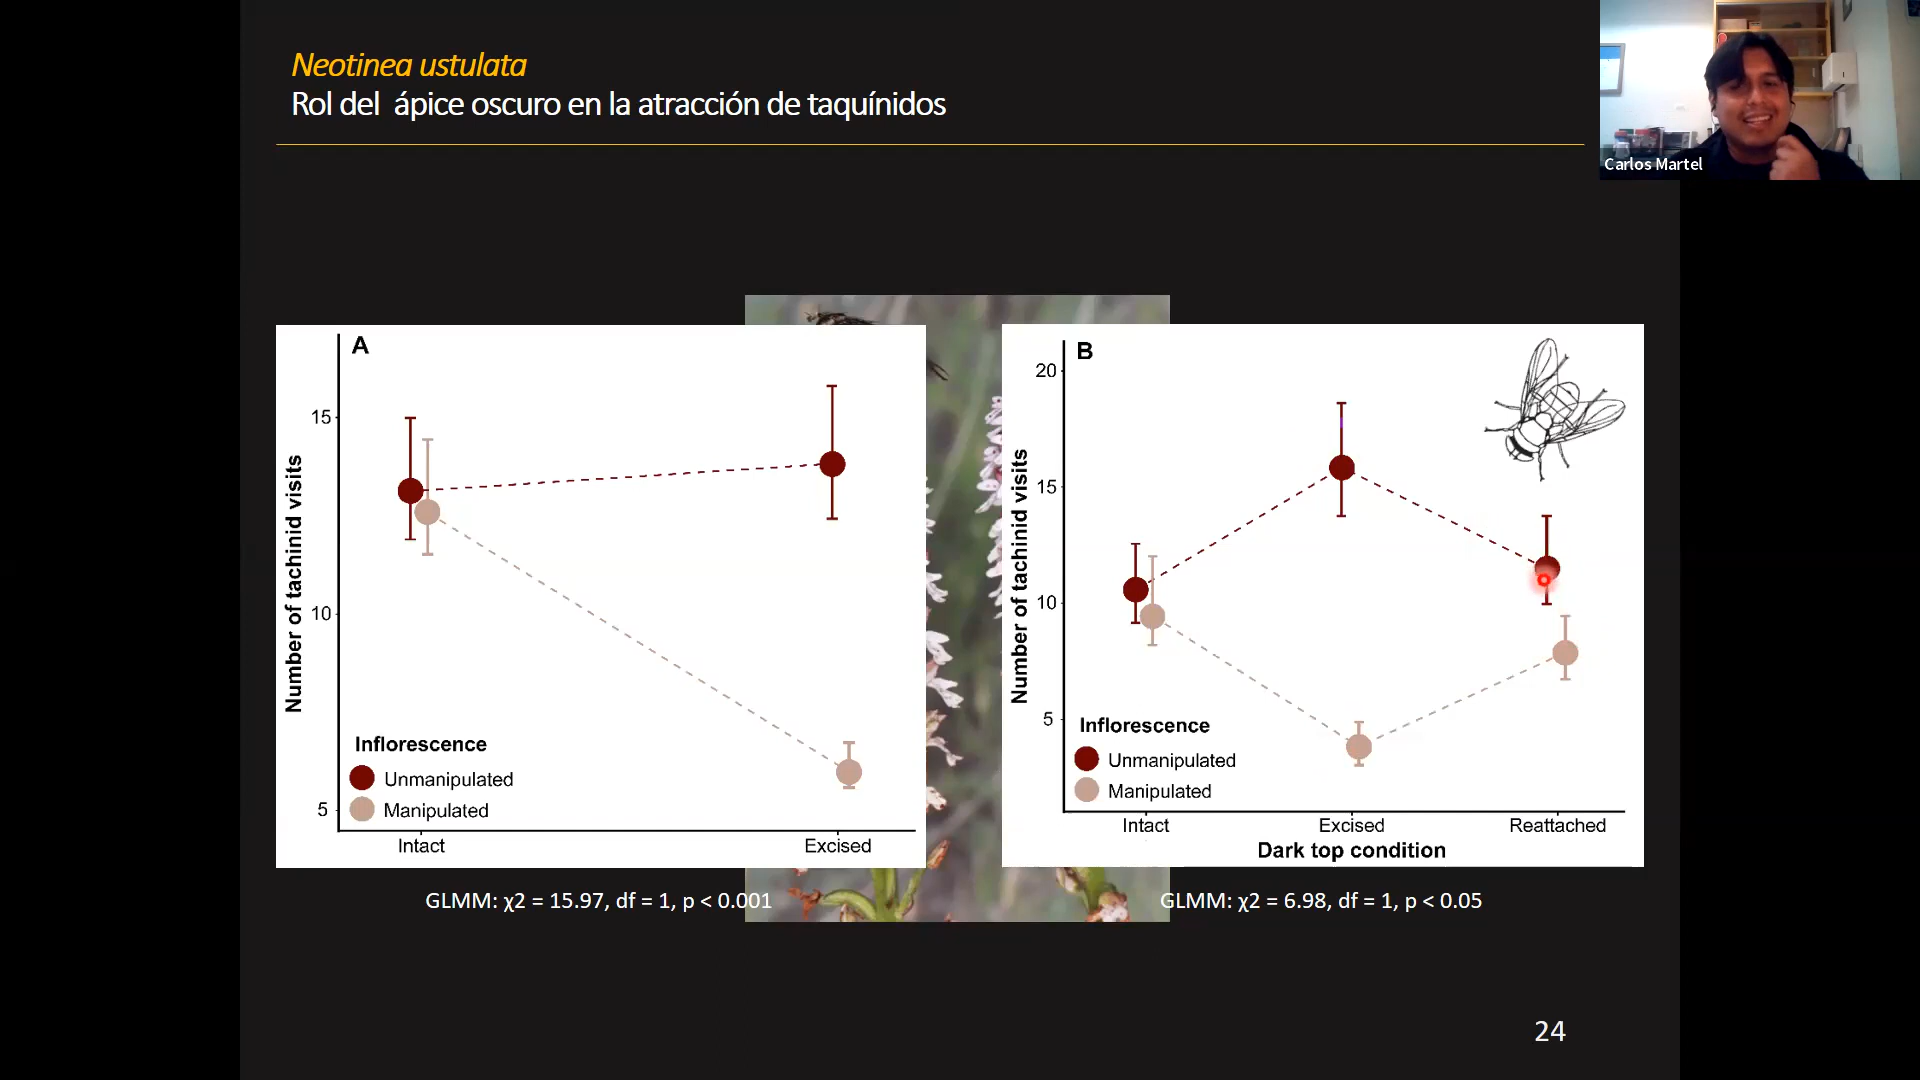 Neotinea ustulata
Rol del ápice oscuro en la atracción de taquínidos
Carlos Martel
A
15
10
5
Number of tachinid visits
Inflorescence
Unmanipulated
Manipulated
Intact
Excised
B
20
15
10
5
Number of tachinid visits
Inflorescence
Unmanipulated
Manipulated
Intact
Excised
Reattached
Dark top condition
GLMM: χ2 = 15.97, df = 1, p < 0.001
GLMM: χ2 = 6.98, df = 1, p < 0.05
24